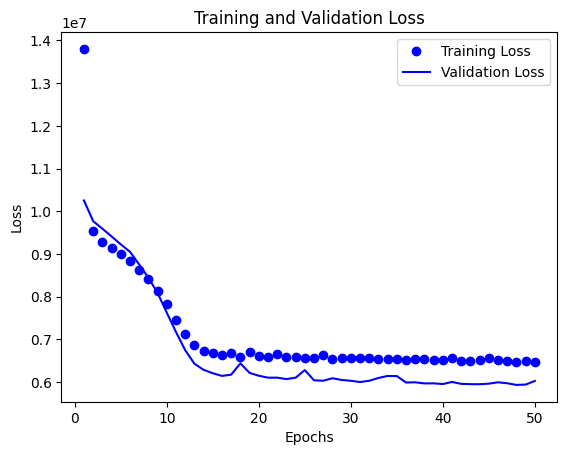 Training and Validation Loss
1e7
1.4
1.3
1.2
1.1
1.0
0.9
0.8
0.7
0.6
Loss
Training Loss
Validation Loss
0
10
20
30
40
50
Epochs